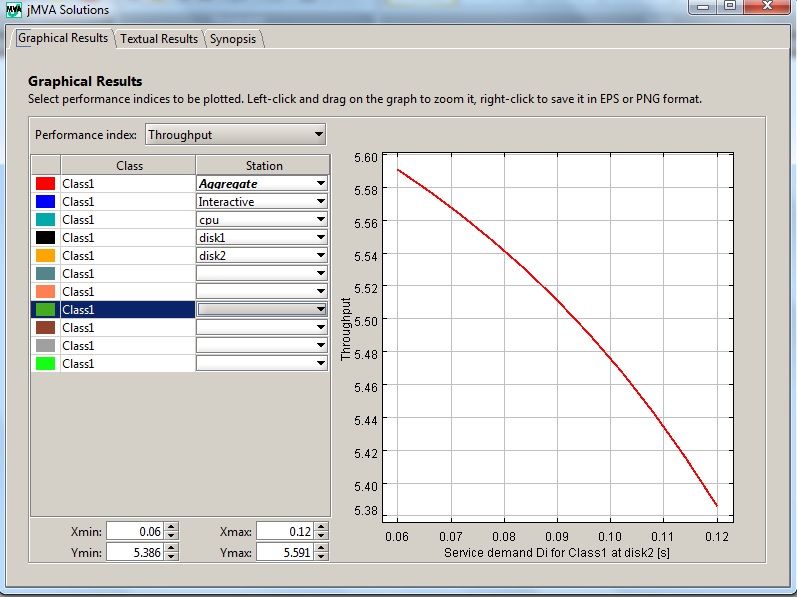 MVA jMVA Solutions
Graphical Results Textual Results Synopsis
Graphical Results
Select performance indices to be plotted. Left-click and drag on the graph to zoom it, right-click to save it in EPS or PNG format.
Performance index: Throughput
Class Station
Class1 Aggregate
Class1 Interactive
Class1 cpu
Class1 disk1
Class1 disk2
Class1
Class1
Class1
Class1
Class1
Class1
Xmin: 0.06 Xmax: 0.12
Ymin: 5.386 Ymax: 5.591
Throughput
5.60
5.58
5.56
5.54
5.52
5.50
5.48
5.46
5.44
5.42
5.40
5.38
0.06 0.07 0.08 0.09 0.10 0.11 0.12
Service demand Di for Class1 at disk2 [s]